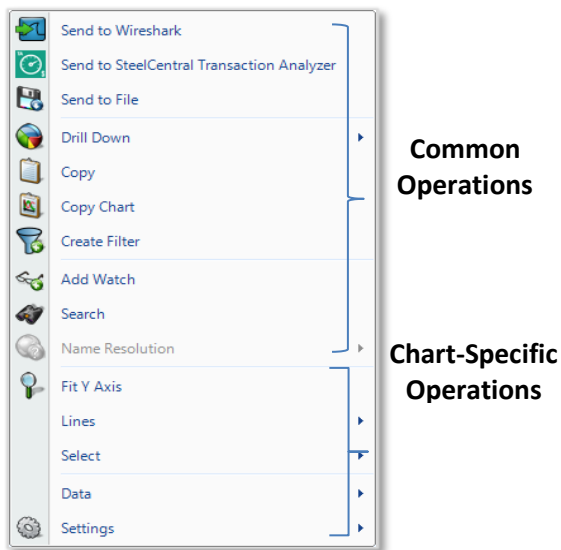 Send to Wireshark
Send to SteelCentral Transaction Analyzer
Send to File
Drill Down
Copy
Copy Chart
Create Filter
Add Watch
Search
Name Resolution
Fit Y Axis
Lines
Select
Data
Settings
Common
Operations
Chart-Specific
Operations